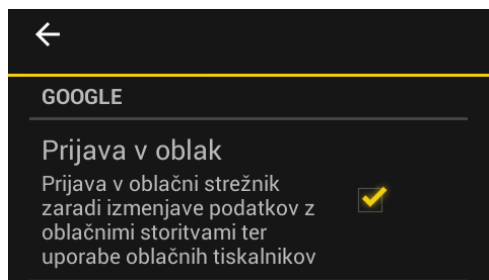 GOOGLE
Prijava v oblak
Prijava v oblačni strežnik
zaradi izmenjave podatkov z
oblačnimi storitvami ter
uporabe oblačnih tiskalnikov